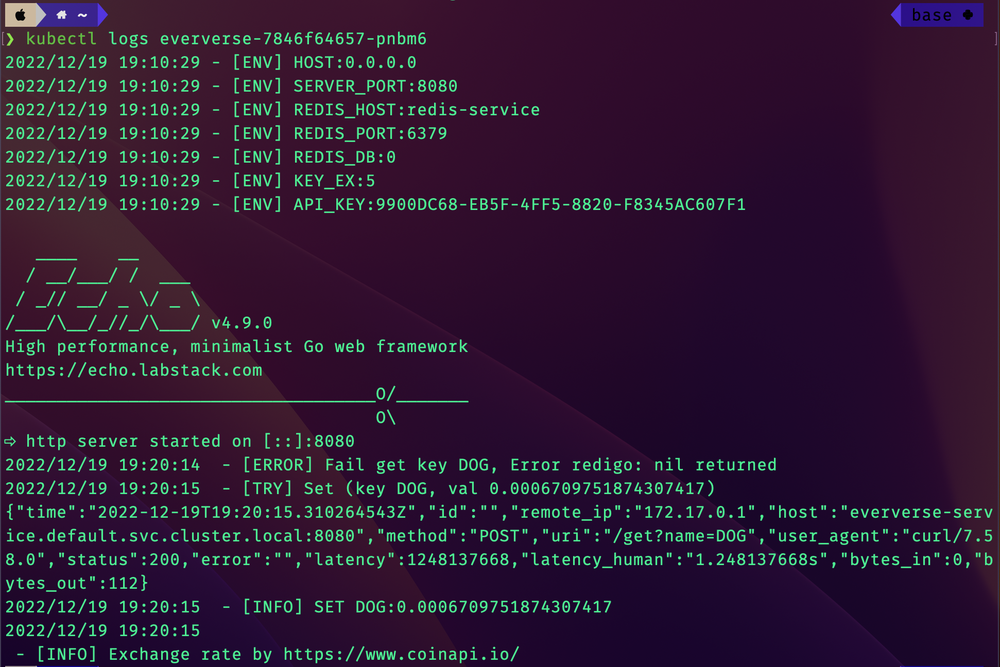 ~ base
❯ kubectl logs eververse-7846f64657-pnbm6
2022/12/19 19:10:29 - [ENV] HOST:0.0.0.0
2022/12/19 19:10:29 - [ENV] SERVER_PORT:8080
2022/12/19 19:10:29 - [ENV] REDIS_HOST:redis-service
2022/12/19 19:10:29 - [ENV] REDIS_PORT:6379
2022/12/19 19:10:29 - [ENV] REDIS_DB:0
2022/12/19 19:10:29 - [ENV] KEY_EX:5
2022/12/19 19:10:29 - [ENV] API_KEY:9900DC68-EB5F-4FF5-8820-F8345AC607F1
   ____    __
  / __/___/ /  ___
 / _// __/ _ \/ _ \
/___/\__/_//_/\___/ v4.9.0
High performance, minimalist Go web framework
https://echo.labstack.com
____________________________________O/_______
                                    O\
⇨ http server started on [::]:8080
2022/12/19 19:20:14  - [ERROR] Fail get key DOG, Error redigo: nil returned
2022/12/19 19:20:15  - [TRY] Set (key DOG, val 0.0006709751874307417)
{"time":"2022-12-19T19:20:15.310264543Z","id":"","remote_ip":"172.17.0.1","host":"eververse-serv
ice.default.svc.cluster.local:8080","method":"POST","uri":"/get?name=DOG","user_agent":"curl/7.5
8.0","status":200,"error":"","latency":1248137668,"latency_human":"1.248137668s","bytes_in":0,"b
ytes_out":112}
2022/12/19 19:20:15  - [INFO] SET DOG:0.0006709751874307417
2022/12/19 19:20:15
 - [INFO] Exchange rate by https://www.coinapi.io/